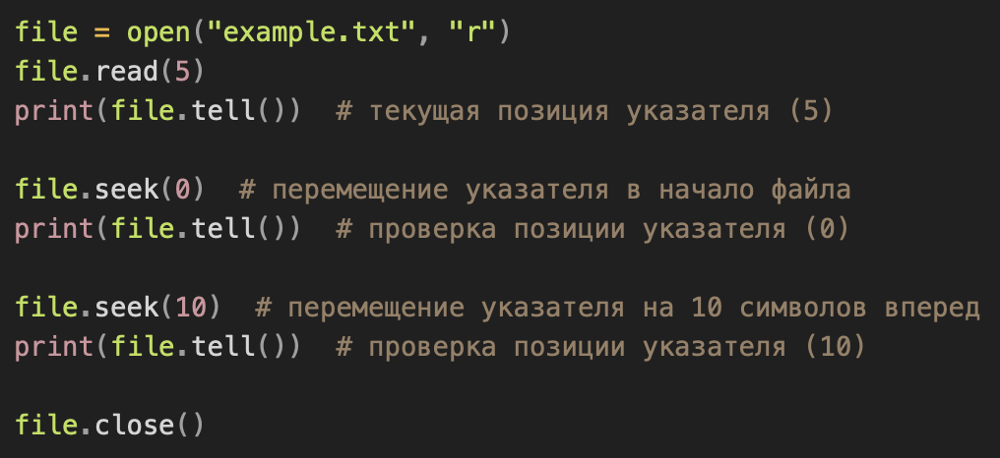 file = open("example.txt", "r")
file.read(5)
print(file.tell())  # текущая позиция указателя (5)
file.seek(0)  # перемещение указателя в начало файла
print(file.tell())  # проверка позиции указателя (0)
file.seek(10)  # перемещение указателя на 10 символов вперед
print(file.tell())  # проверка позиции указателя (10)
file.close()